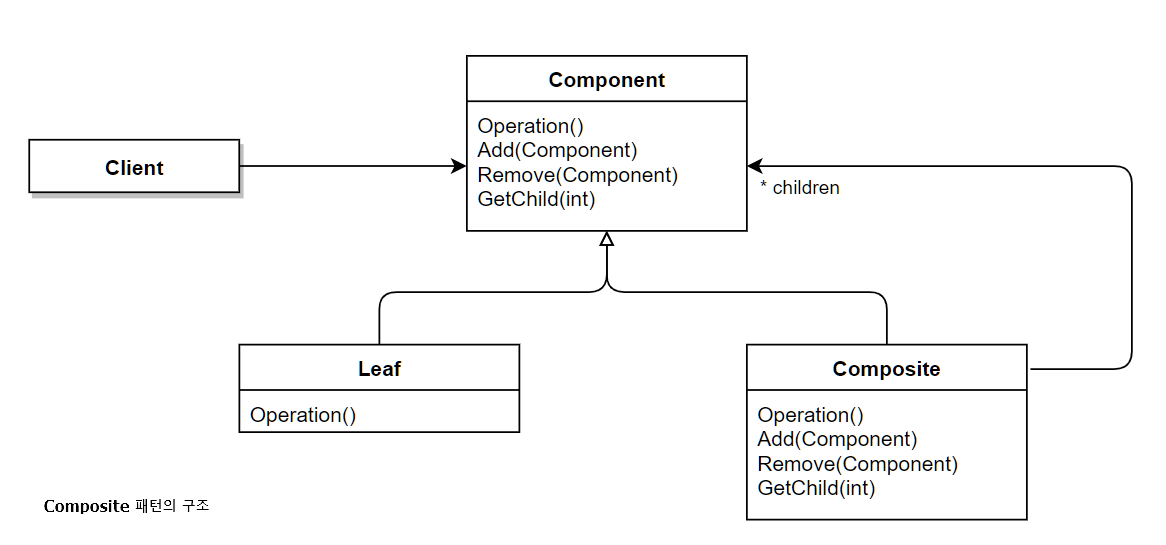 Component
Operation()
Add(Component)
Remove(Component)
GetChild(int)
Client
* children
Leaf
Operation()
Composite
Operation()
Add(Component)
Remove(Component)
GetChild(int)
Composite 패턴의 구조